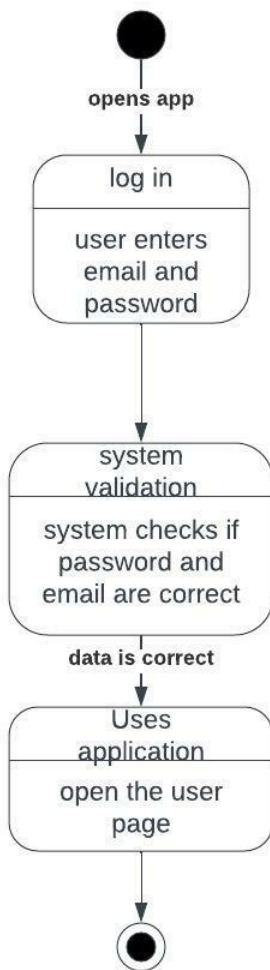 opens app
log in
user enters
email and
password
system
validation
system checks if
password and
email are correct
data is correct
Uses
application
open the user
page